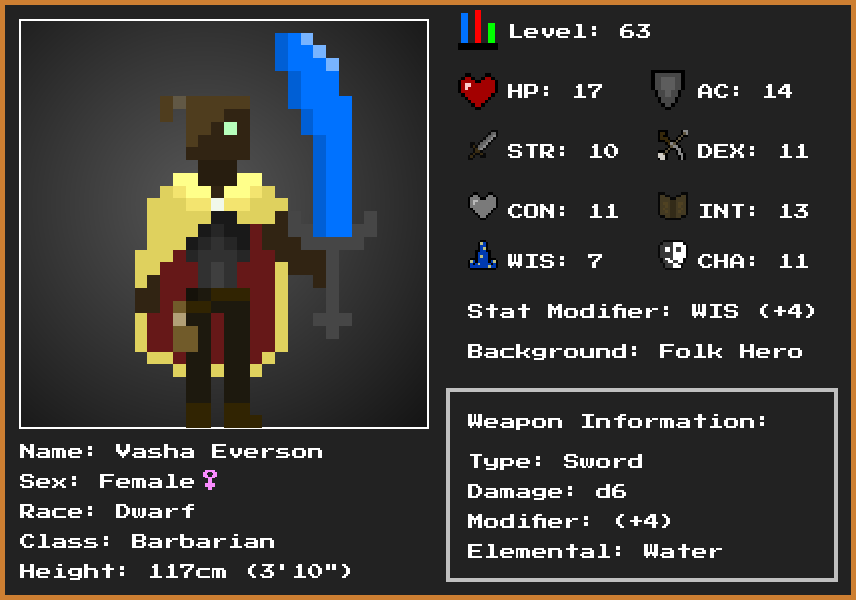 Level: 63
HP: 17
AC: 14
STR: 10
DEX: 11
CON: 11
INT: 13
WIS: 7
CHA: 11
Stat Modifier: WIS (+4)
Background: Folk Hero
Weapon Information:
Type: Sword
Damage: d6
Modifier: (+4)
Elemental: Water
Name: Vasha Everson
Sex: Female♀
Race: Dwarf
Class: Barbarian
Height: 117cm (3'10")